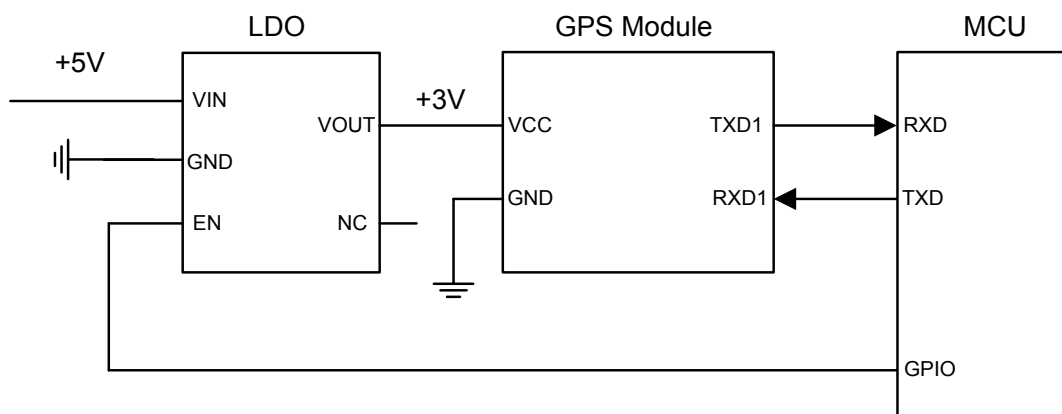 LDO
GPS Module
MCU
+5V
VIN
+3V
VOUT
VCC
TXD1
RXD
GND
GND
RXD1
TXD
EN
NC
GPIO